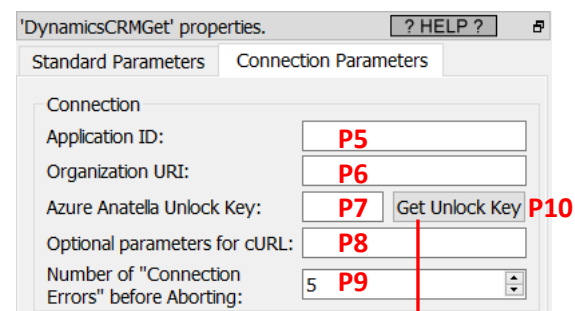 'DynamicsCRMGet' properties. ? HELP ?
Standard Parameters Connection Parameters
Connection
Application ID: P5
Organization URI: P6
Azure Anatella Unlock Key: P7 Get Unlock Key P10
Optional parameters for cURL: P8
Number of "Connection
Errors" before Aborting: 5 P9